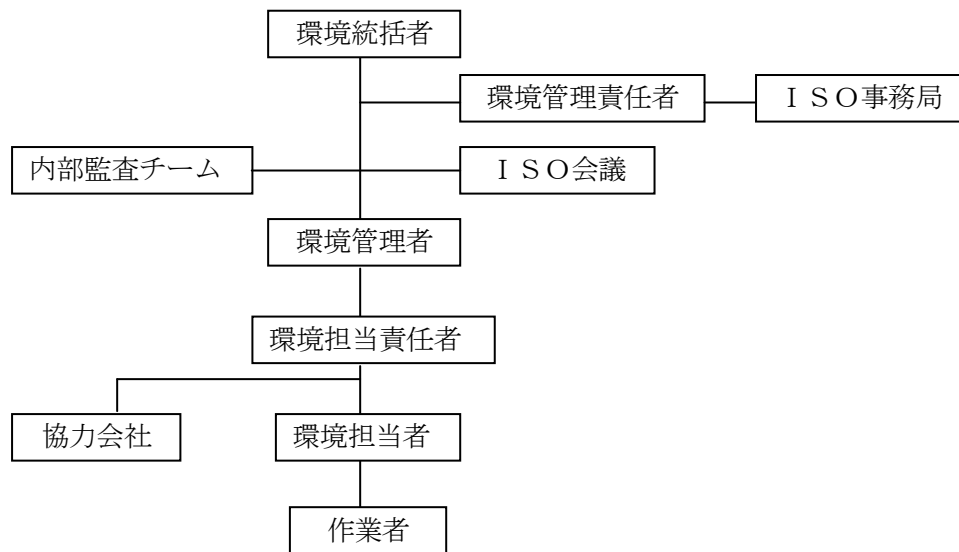 環境統括者
環境管理責任者
ＩＳＯ事務局
内部監査チーム
ＩＳＯ会議
環境管理者
環境担当責任者
協力会社
環境担当者
作業者